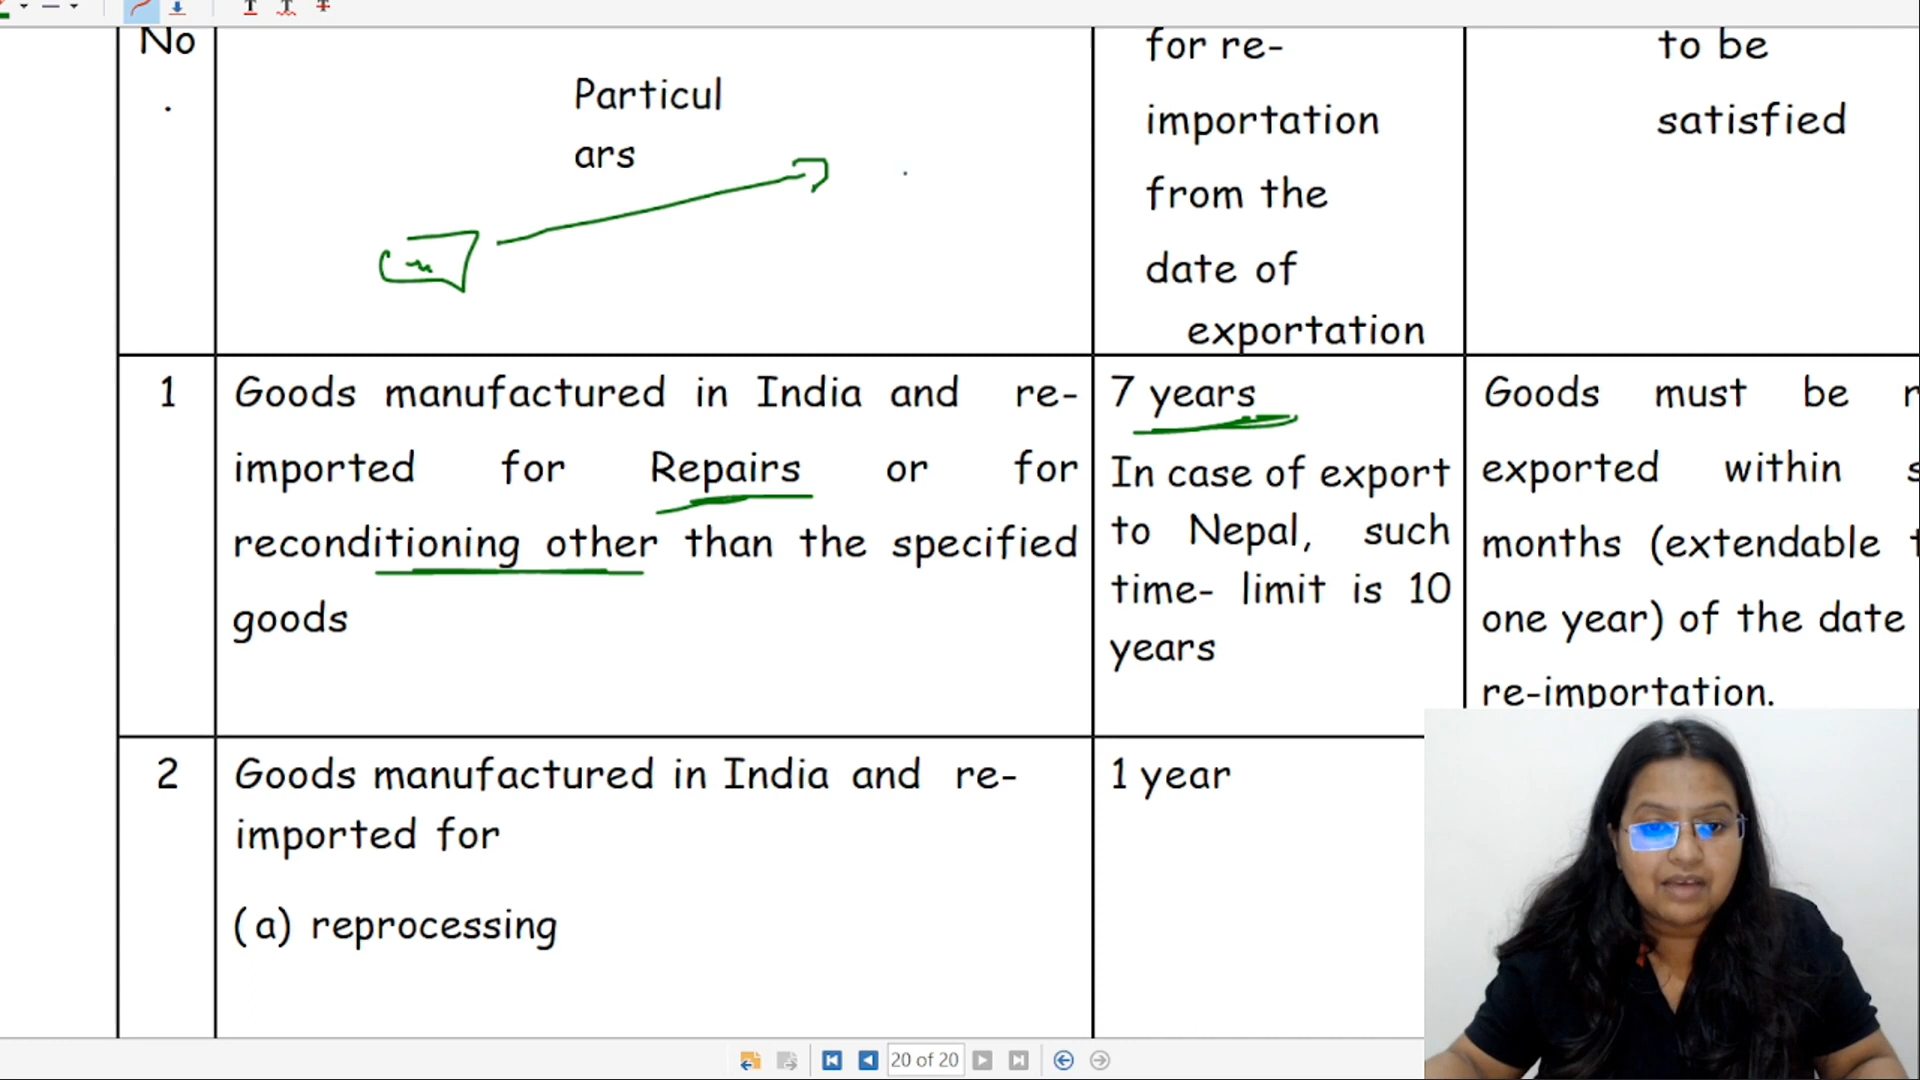 No
.
Particul
ars
for re-
importation
from the
date of
exportation
to be
satisfied
1
Goods manufactured in India and re-
imported for Repairs or for
reconditioning other than the specified
goods
7 years
In case of export
to Nepal, such
time- limit is 10
years
Goods must be
exported within
months (extendable
one year) of the date
re-importation.
2
Goods manufactured in India and re-
imported for
(a) reprocessing
1 year
20 of 20